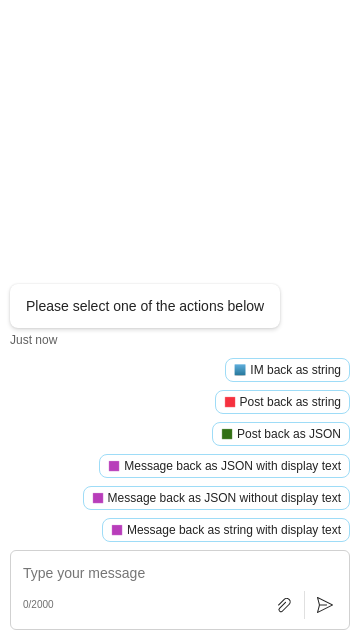 Please select one of the actions below
Just now
IM back as string
Post back as string
Post back as JSON
Message back as JSON with display text
Message back as JSON without display text
Message back as string with display text
Type your message
0/2000